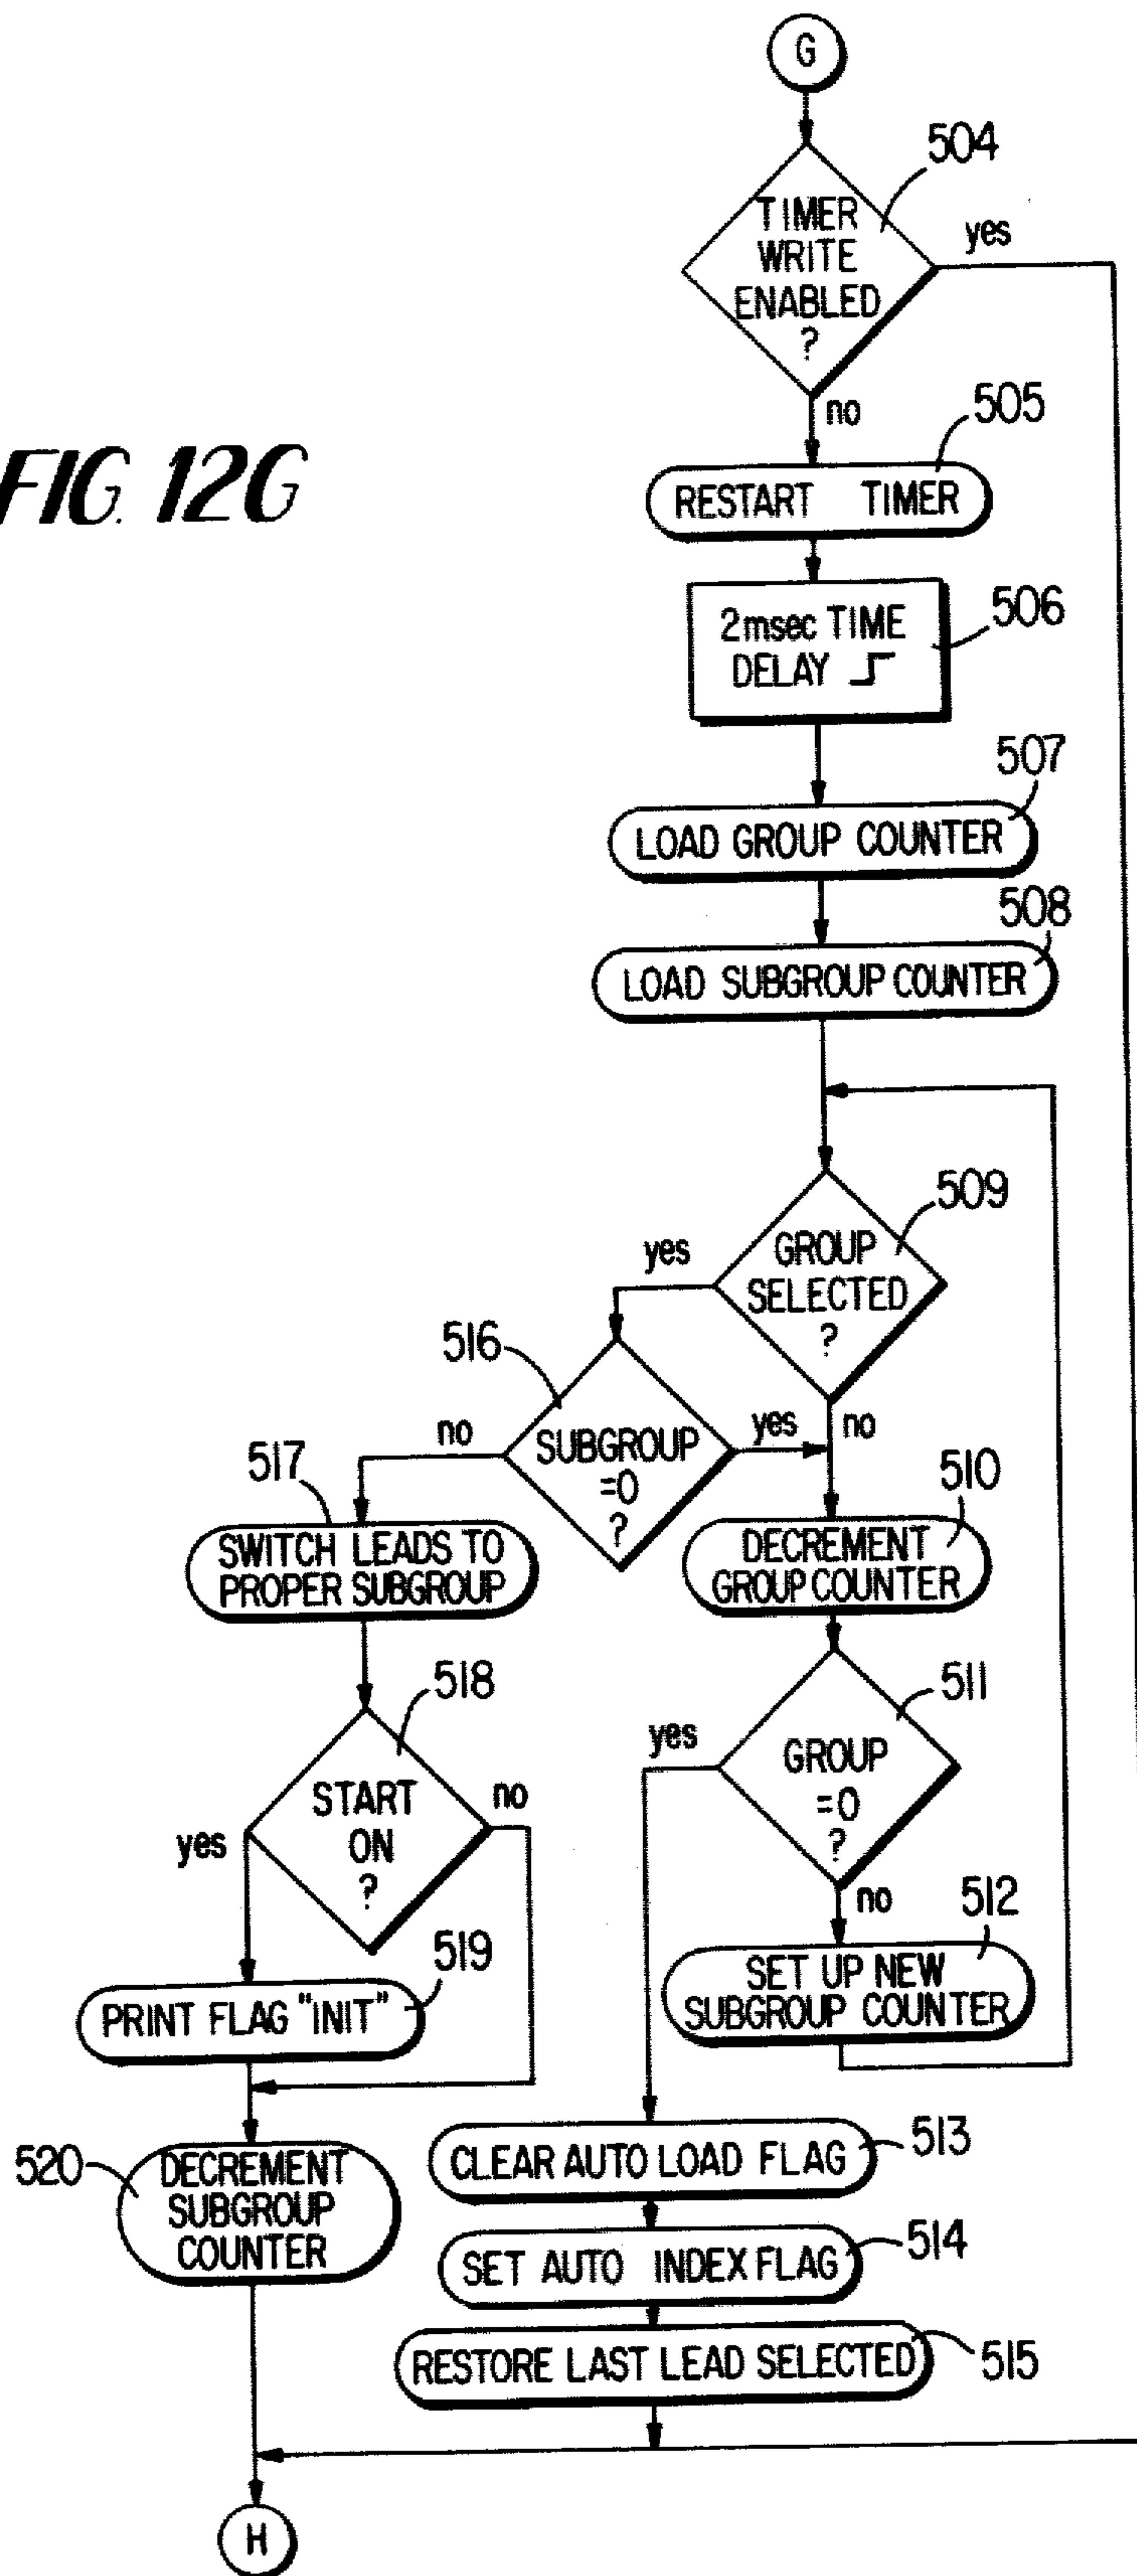 G
504
TIMER
WRITE
ENABLED
?
yes
no
505
RESTART TIMER
506
2msec TIME
DELAY
507
LOAD GROUP COUNTER
508
LOAD SUBGROUP COUNTER
FIG. 12G
509
GROUP
SELECTED
?
yes
no
516
SUBGROUP
=0
?
no
yes
517
SWITCH LEADS TO
PROPER SUBGROUP
510
DECREMENT
GROUP COUNTER
518
START
ON
?
yes
no
511
GROUP
=0
?
yes
no
512
SET UP NEW
SUBGROUP COUNTER
519
PRINT FLAG "INIT"
520
DECREMENT
SUBGROUP
COUNTER
513
CLEAR AUTO LOAD FLAG
514
SET AUTO INDEX FLAG
515
RESTORE LAST LEAD SELECTED
H